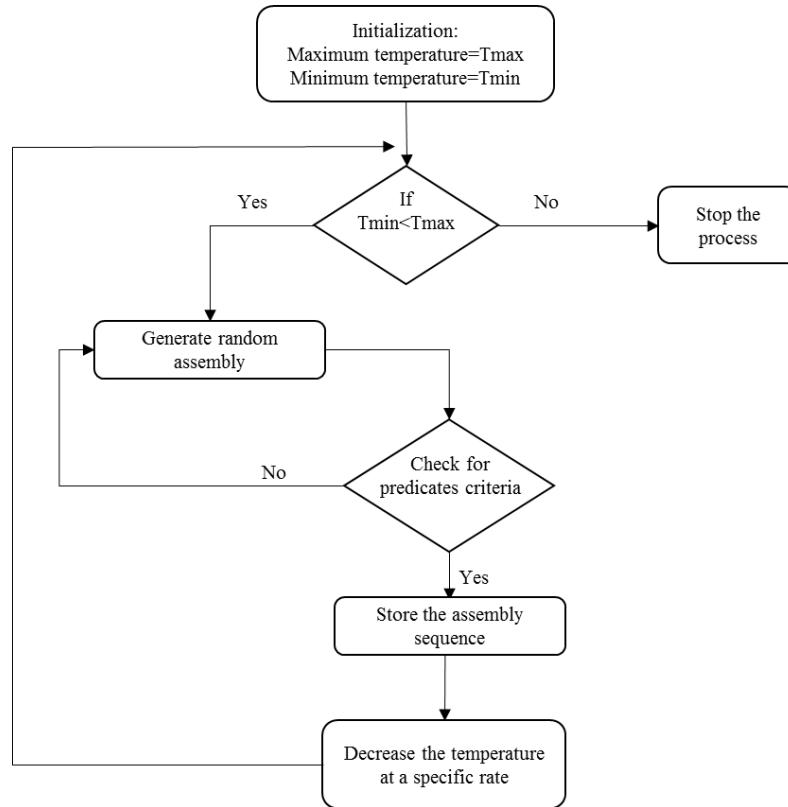 Initialization:
Maximum temperature=Tmax
Minimum temperature=Tmin
If
Tmin<Tmax
Yes
No
Stop the
process
Generate random
assembly
Check for
predicates criteria
No
Yes
Store the assembly
sequence
Decrease the temperature
at a specific rate